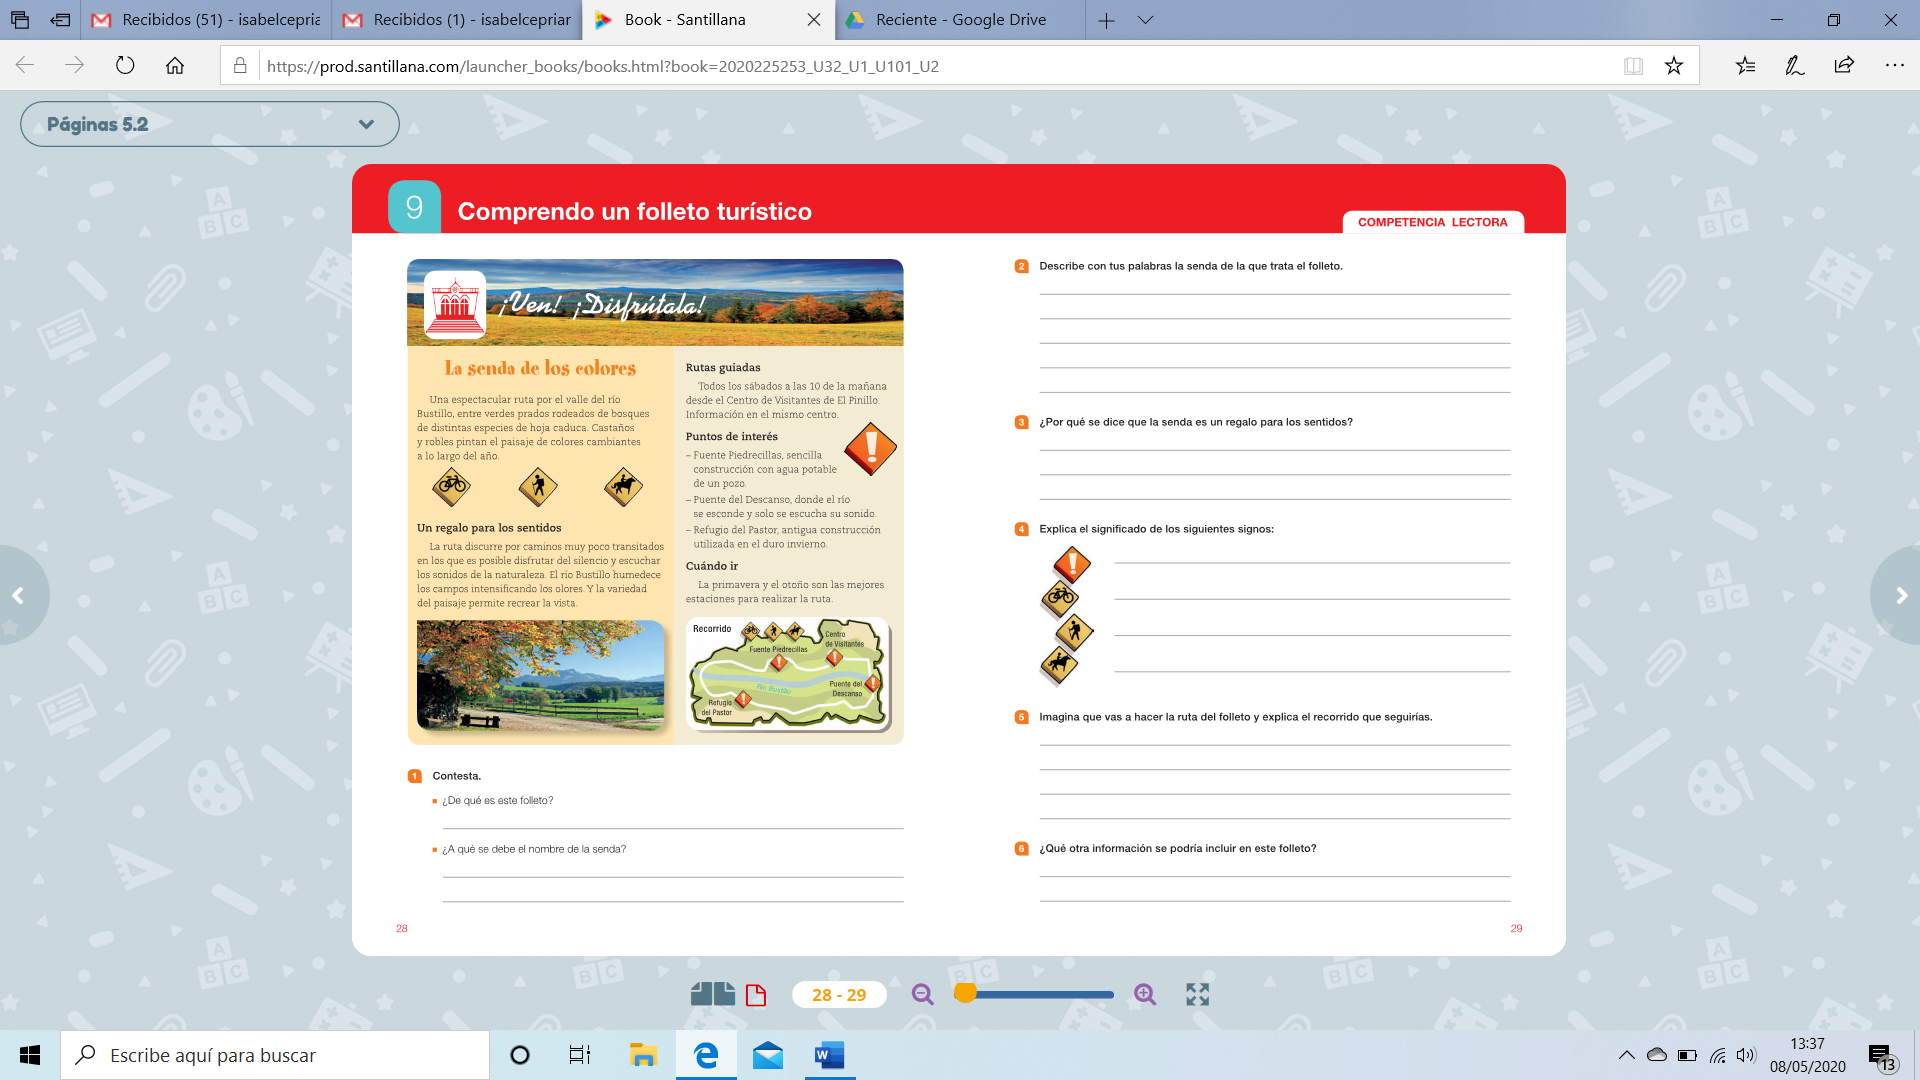 Recibidos (51) - isabelcepria
Recibidos (1) - isabelcepriar
Book - Santillana
Reciente - Google Drive
https://prod.santillana.com/launcher_books/books.html?book=2020225253_U32_U1_U101_U2
Páginas 5.2
9
Comprendo un folleto turístico
COMPETENCIA LECTORA
¡Ven! ¡Disfrútala!
La senda de los colores
Una espectacular ruta por el valle del río
Bustillo, entre verdes prados rodeados de bosques
de distintas especies de hoja caduca. Castaños
y robles pintan el paisaje de colores cambiantes
a lo largo del año.
Un regalo para los sentidos
La ruta discurre por caminos muy poco transitados
en los que es posible disfrutar del silencio y escuchar
los sonidos de la naturaleza. El río Bustillo humedece
los campos intensificando los olores. Y la variedad
del paisaje permite recrear la vista.
Rutas guiadas
Todos los sábados a las 10 de la mañana
desde el Centro de Visitantes de El Pinillo.
Información en el mismo centro.
Puntos de interés
– Fuente Piedrecillas, sencilla
construcción con agua potable
de un pozo.
– Puente del Descanso, donde el río
se esconde y solo se escucha su sonido.
– Refugio del Pastor, antigua construcción
utilizada en el duro invierno.
Cuándo ir
La primavera y el otoño son las mejores
estaciones para realizar la ruta.
Recorrido
Centro
de Visitantes
Fuente Piedrecillas
Río Bustillo
Puente del
Descanso
Refugio
del Pastor
1 Contesta.
¿De qué es este folleto?
¿A qué se debe el nombre de la senda?
28
2 Describe con tus palabras la senda de la que trata el folleto.
3 ¿Por qué se dice que la senda es un regalo para los sentidos?
4 Explica el significado de los siguientes signos:
5 Imagina que vas a hacer la ruta del folleto y explica el recorrido que seguirías.
6 ¿Qué otra información se podría incluir en este folleto?
29
28 - 29
Escribe aquí para buscar
13:37
08/05/2020
13